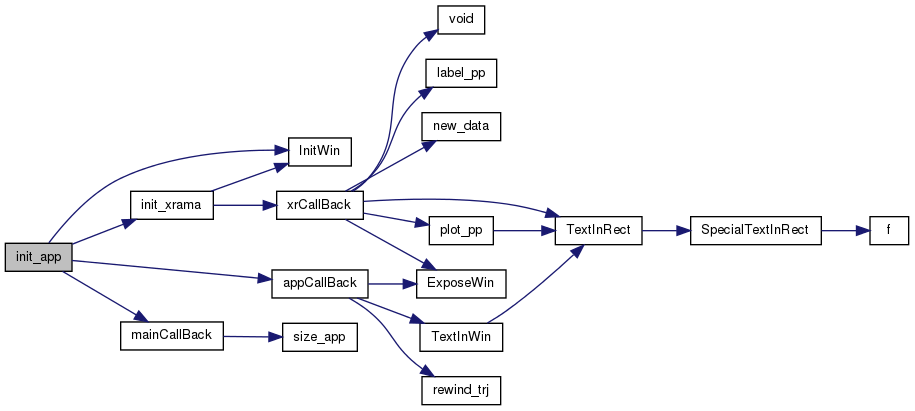 void
label_pp
new_data
InitWin
init_xrama
xrCallBack
plot_pp
TextInRect
SpecialTextInRect
f
init_app
appCallBack
ExposeWin
mainCallBack
size_app
TextInWin
rewind_trj